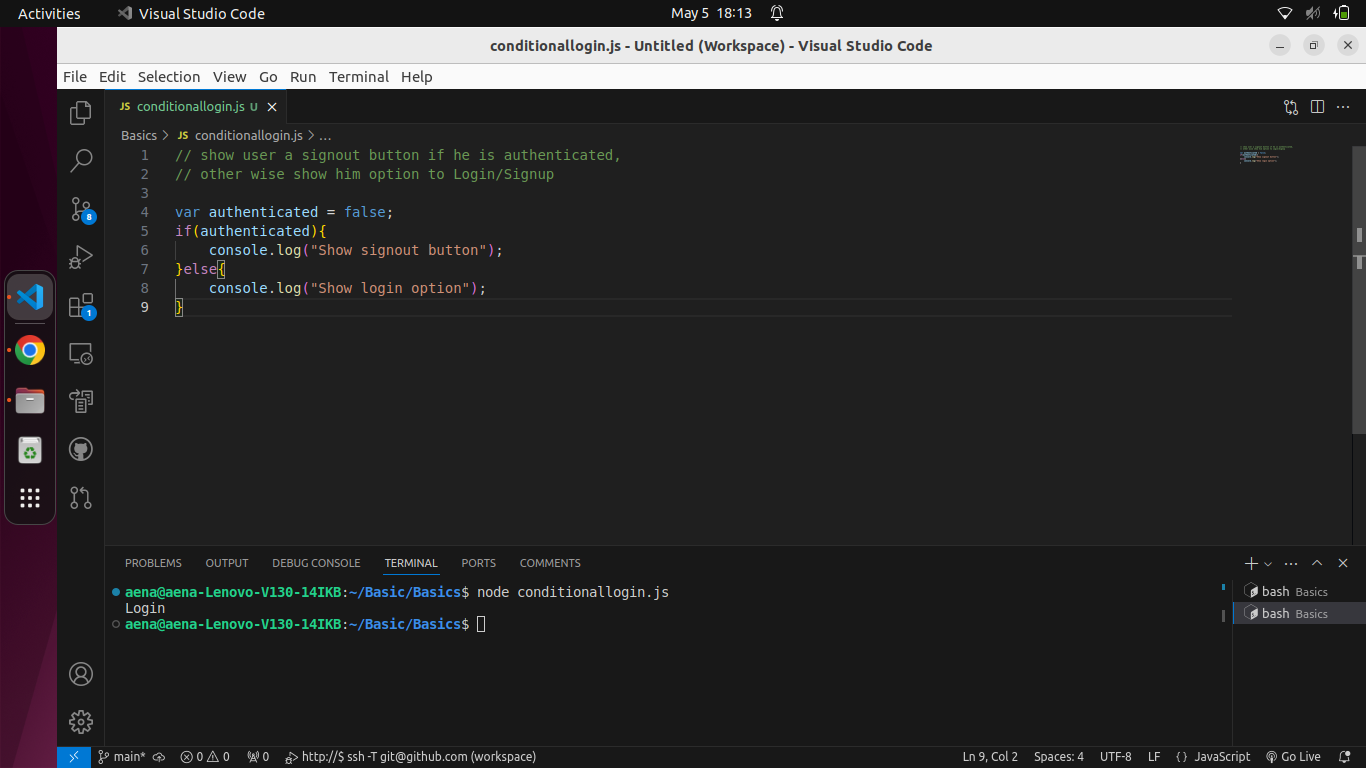 Activities Visual Studio Code May 5 18:13
conditionallogin.js - Untitled (Workspace) - Visual Studio Code
File Edit Selection View Go Run Terminal Help
JS conditionallogin.js U
Basics > JS conditionallogin.js > ...
1 // show user a signout button if he is authenticated,
2 // other wise show him option to Login/Signup
3
4 var authenticated = false;
5 if(authenticated){
6 console.log("Show signout button");
7 }else{
8 console.log("Show login option");
9 }
8
1
PROBLEMS OUTPUT DEBUG CONSOLE TERMINAL PORTS COMMENTS
aena@aena-Lenovo-V130-14IKB:~/Basic/Basics$ node conditionallogin.js
Login
aena@aena-Lenovo-V130-14IKB:~/Basic/Basics$
bash Basics
bash Basics
main* 0 0 0 http://$ ssh -T git@github.com (workspace) Ln 9, Col 2 Spaces: 4 UTF-8 LF {} JavaScript Go Live